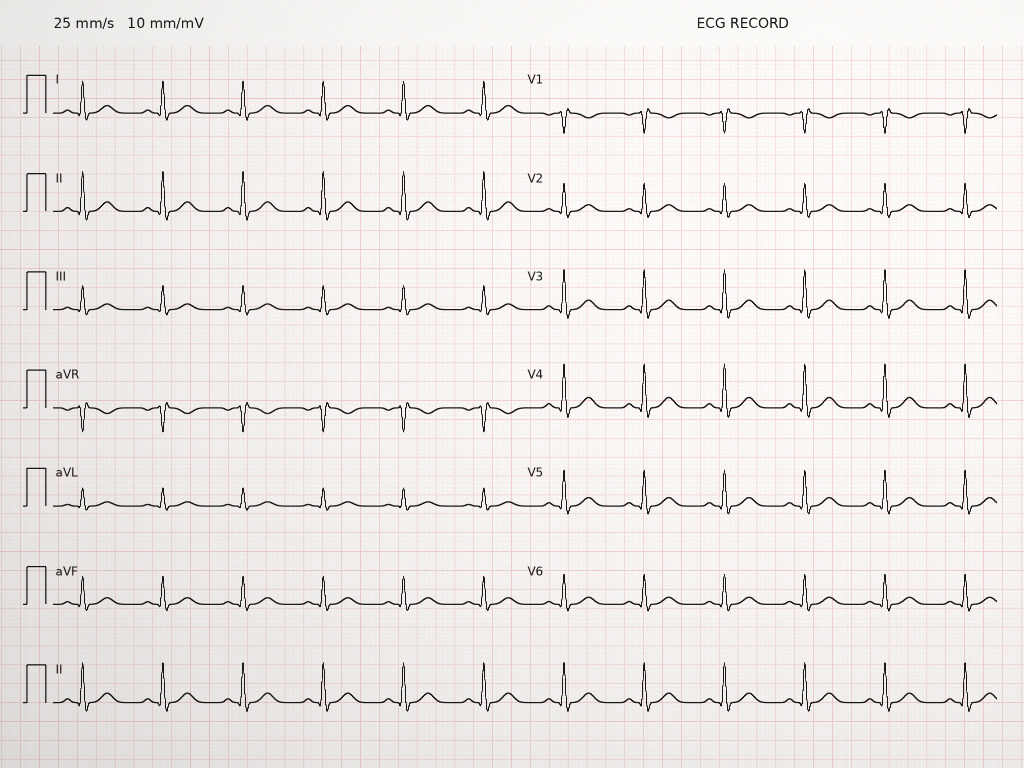 25 mm/s 10 mm/mV ECG RECORD
I V1
II V2
III V3
aVR V4
aVL V5
aVF V6
II